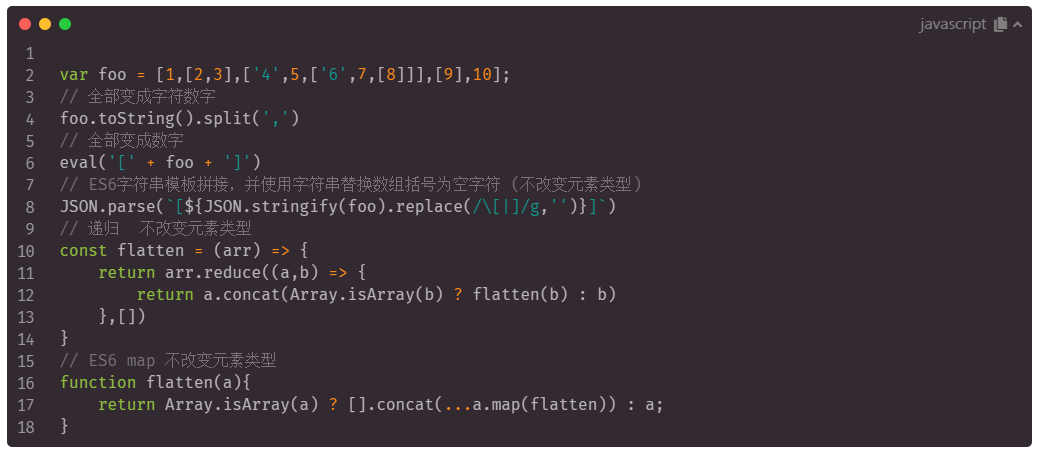 javascript
1
2 var foo = [1,[2,3],['4',5,['6',7,[8]]],[9],10];
3 // 全部变成字符数字
4 foo.toString().split(',')
5 // 全部变成数字
6 eval('[' + foo + ']')
7 // ES6字符串模板拼接，并使用字符串替换数组括号为空字符 (不改变元素类型)
8 JSON.parse(`[${JSON.stringify(foo).replace(/\[|]/g,'')}]`)
9 // 递归  不改变元素类型
10 const flatten = (arr) => {
11     return arr.reduce((a,b) => {
12         return a.concat(Array.isArray(b) ? flatten(b) : b)
13     },[])
14 }
15 // ES6 map 不改变元素类型
16 function flatten(a){
17     return Array.isArray(a) ? [].concat(...a.map(flatten)) : a;
18 }